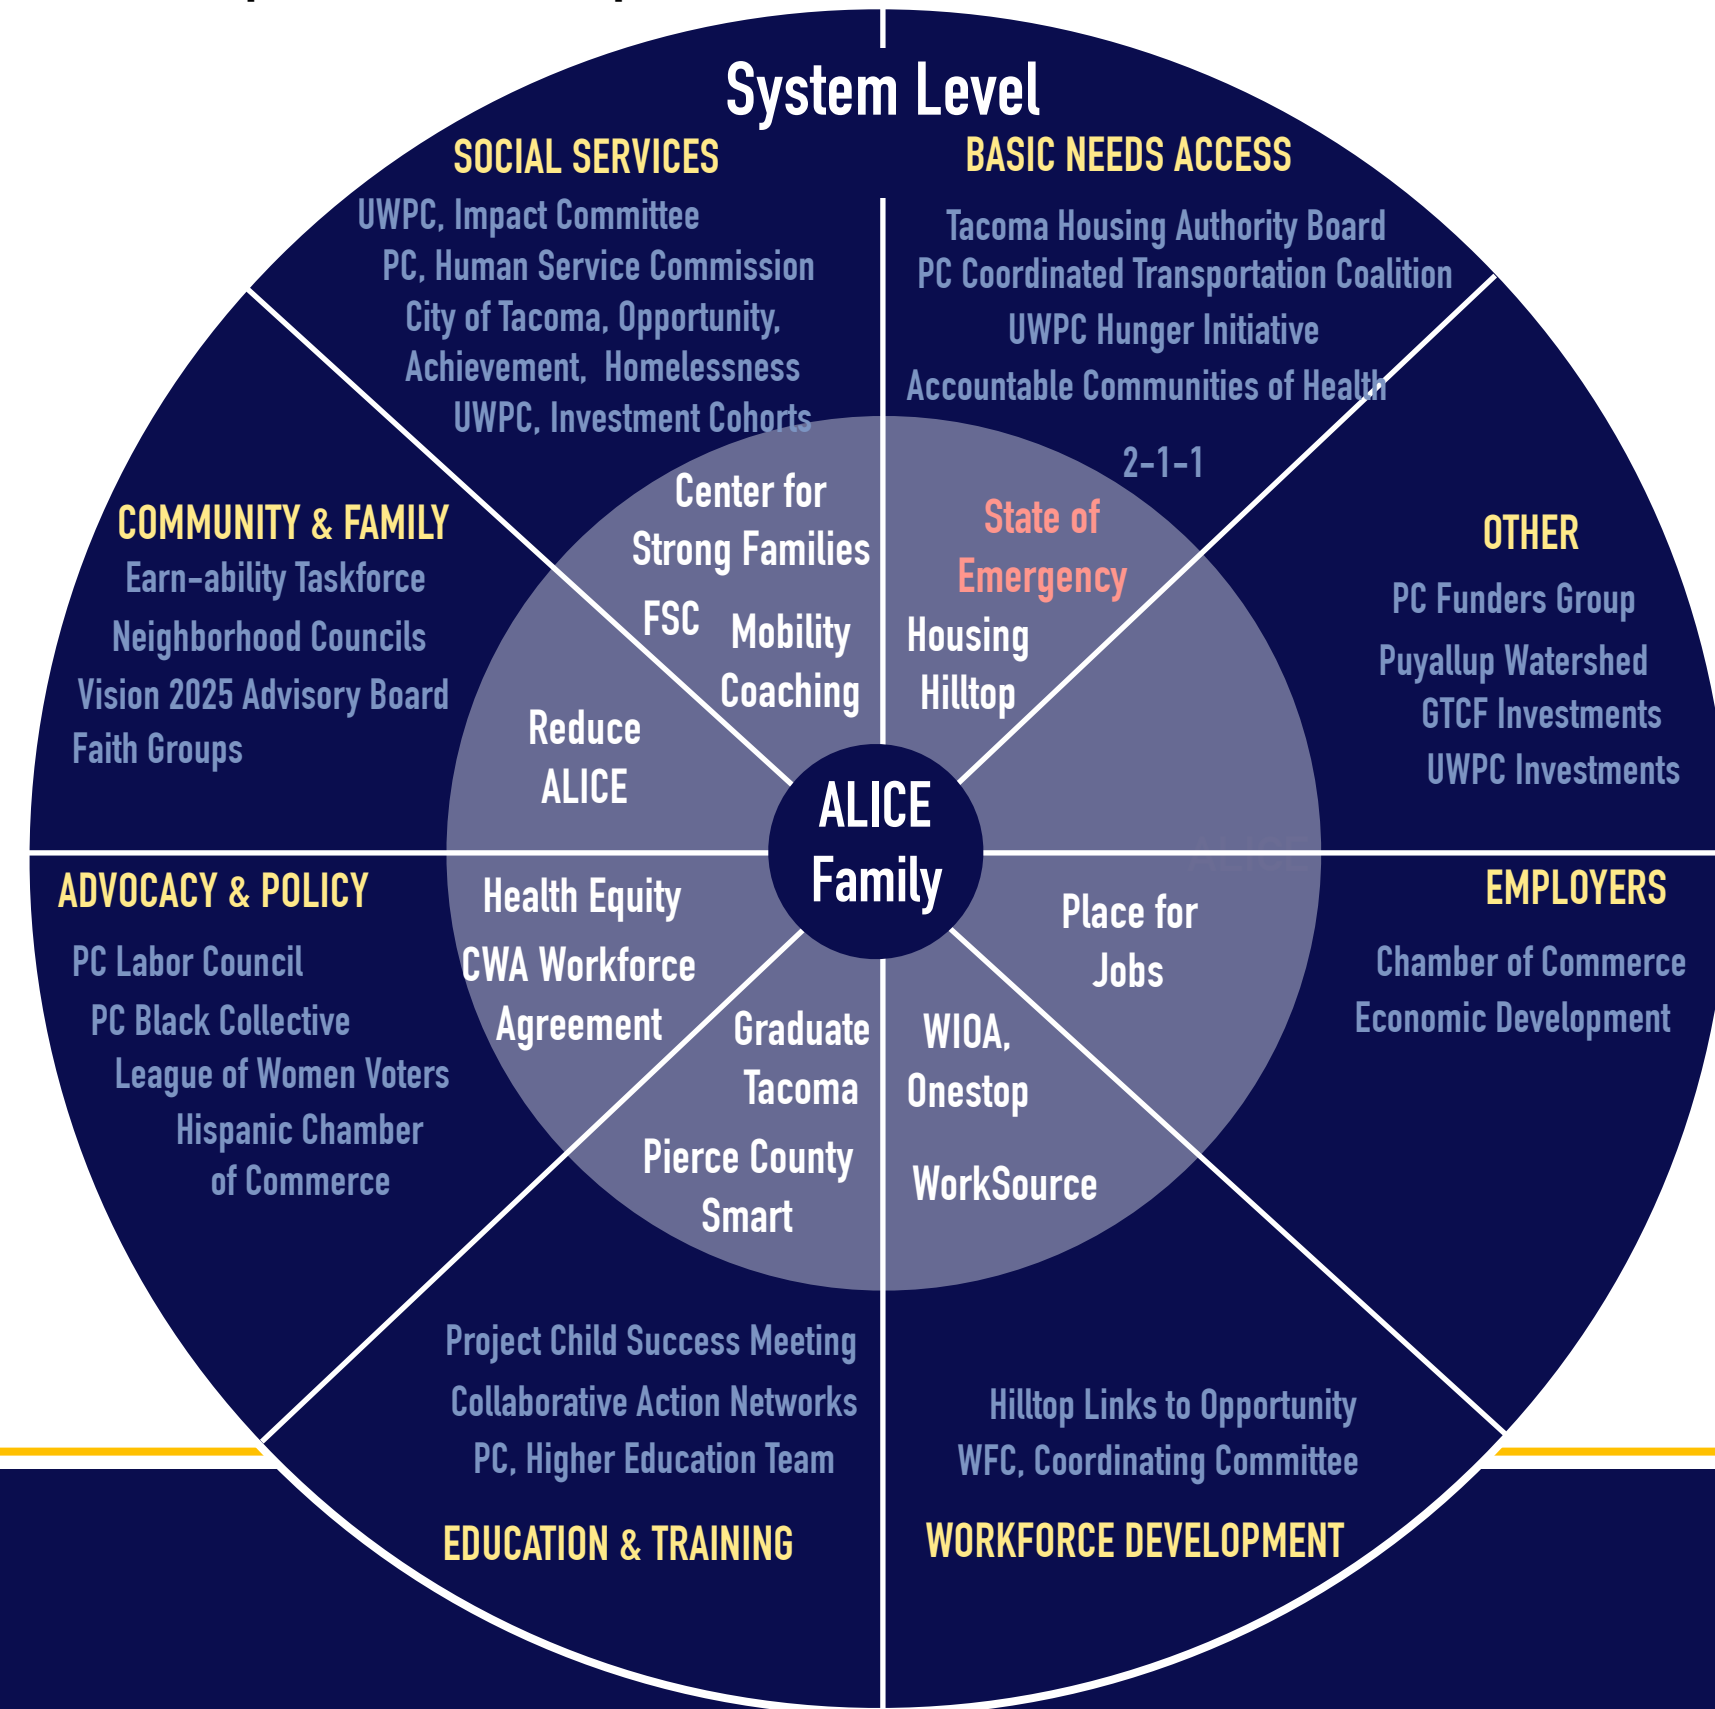 System Level
SOCIAL SERVICES
UWPC, Impact Committee
PC, Human Service Commission
City of Tacoma, Opportunity,
Achievement, Homelessness
UWPC, Investment Cohorts
BASIC NEEDS ACCESS
Tacoma Housing Authority Board
PC Coordinated Transportation Coalition
UWPC Hunger Initiative
Accountable Communities of Health
2-1-1
Center for
Strong Families
FSC
Mobility
Coaching
State of
Emergency
Housing
Hilltop
COMMUNITY & FAMILY
Earn-ability Taskforce
Neighborhood Councils
Vision 2025 Advisory Board
Faith Groups
Reduce
ALICE
OTHER
PC Funders Group
Puyallup Watershed
GTCF Investments
UWPC Investments
ALICE
Family
ADVOCACY & POLICY
PC Labor Council
PC Black Collective
League of Women Voters
Hispanic Chamber
of Commerce
Health Equity
CWA Workforce
Agreement
Place for
Jobs
EMPLOYERS
Chamber of Commerce
Economic Development
Graduate
Tacoma
Pierce County
Smart
WIOA,
Onestop
WorkSource
Project Child Success Meeting
Collaborative Action Networks
PC, Higher Education Team
EDUCATION & TRAINING
Hilltop Links to Opportunity
WFC, Coordinating Committee
WORKFORCE DEVELOPMENT